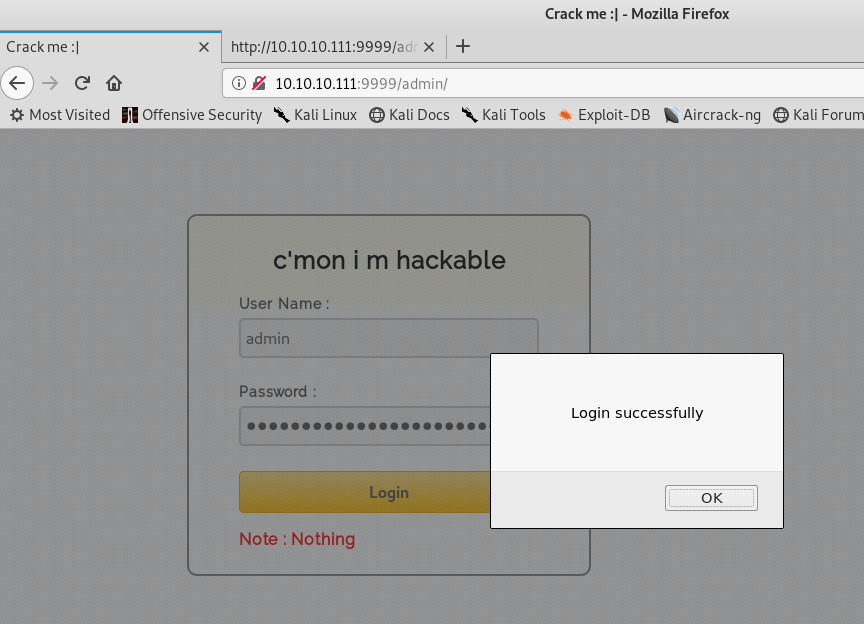 Crack me :| - Mozilla Firefox
Crack me :| http://10.10.10.111:9999/adm
10.10.10.111:9999/admin/
Most Visited Offensive Security Kali Linux Kali Docs Kali Tools Exploit-DB Aircrack-ng Kali Forum
c'mon i m hackable
User Name :
admin
Password :
Login successfully
Login
OK
Note : Nothing